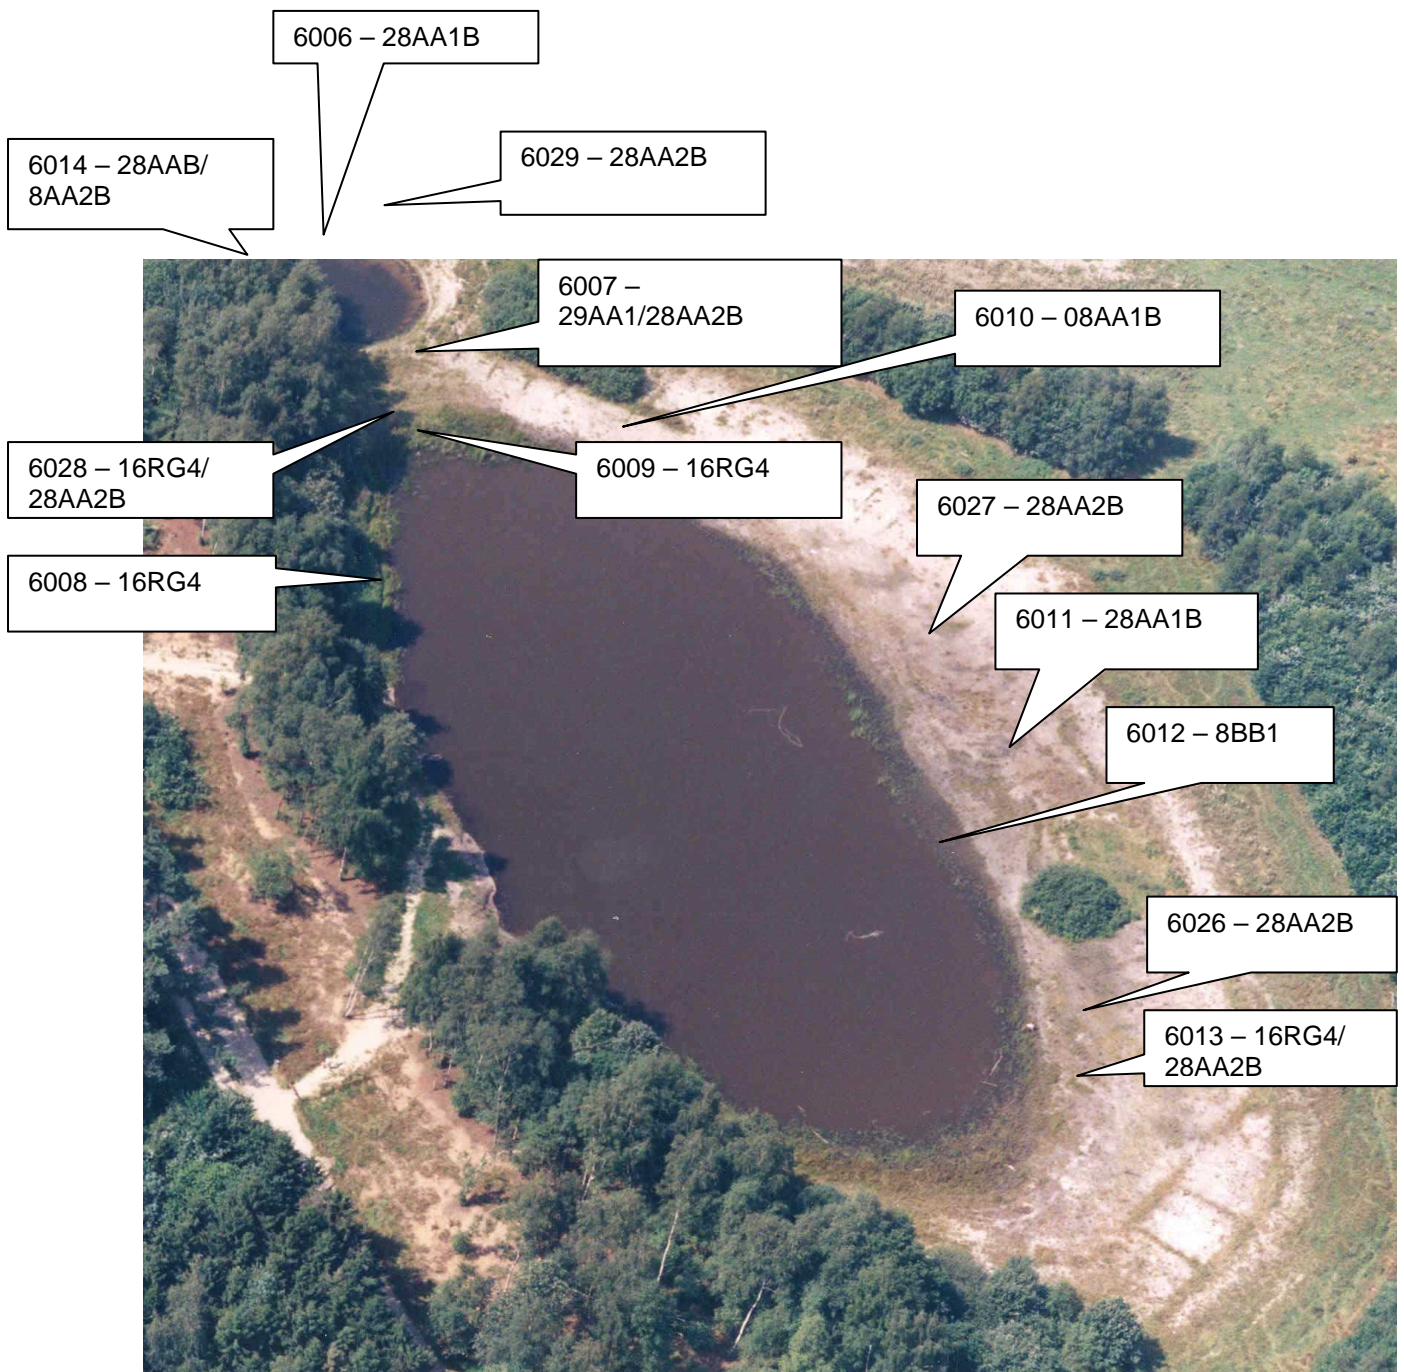 6006 – 28AA1B
6014 – 28AAB/
8AA2B
6029 – 28AA2B
6007 –
29AA1/28AA2B
6010 – 08AA1B
6028 – 16RG4/
28AA2B
6009 – 16RG4
6027 – 28AA2B
6008 – 16RG4
6011 – 28AA1B
6012 – 8BB1
6026 – 28AA2B
6013 – 16RG4/
28AA2B